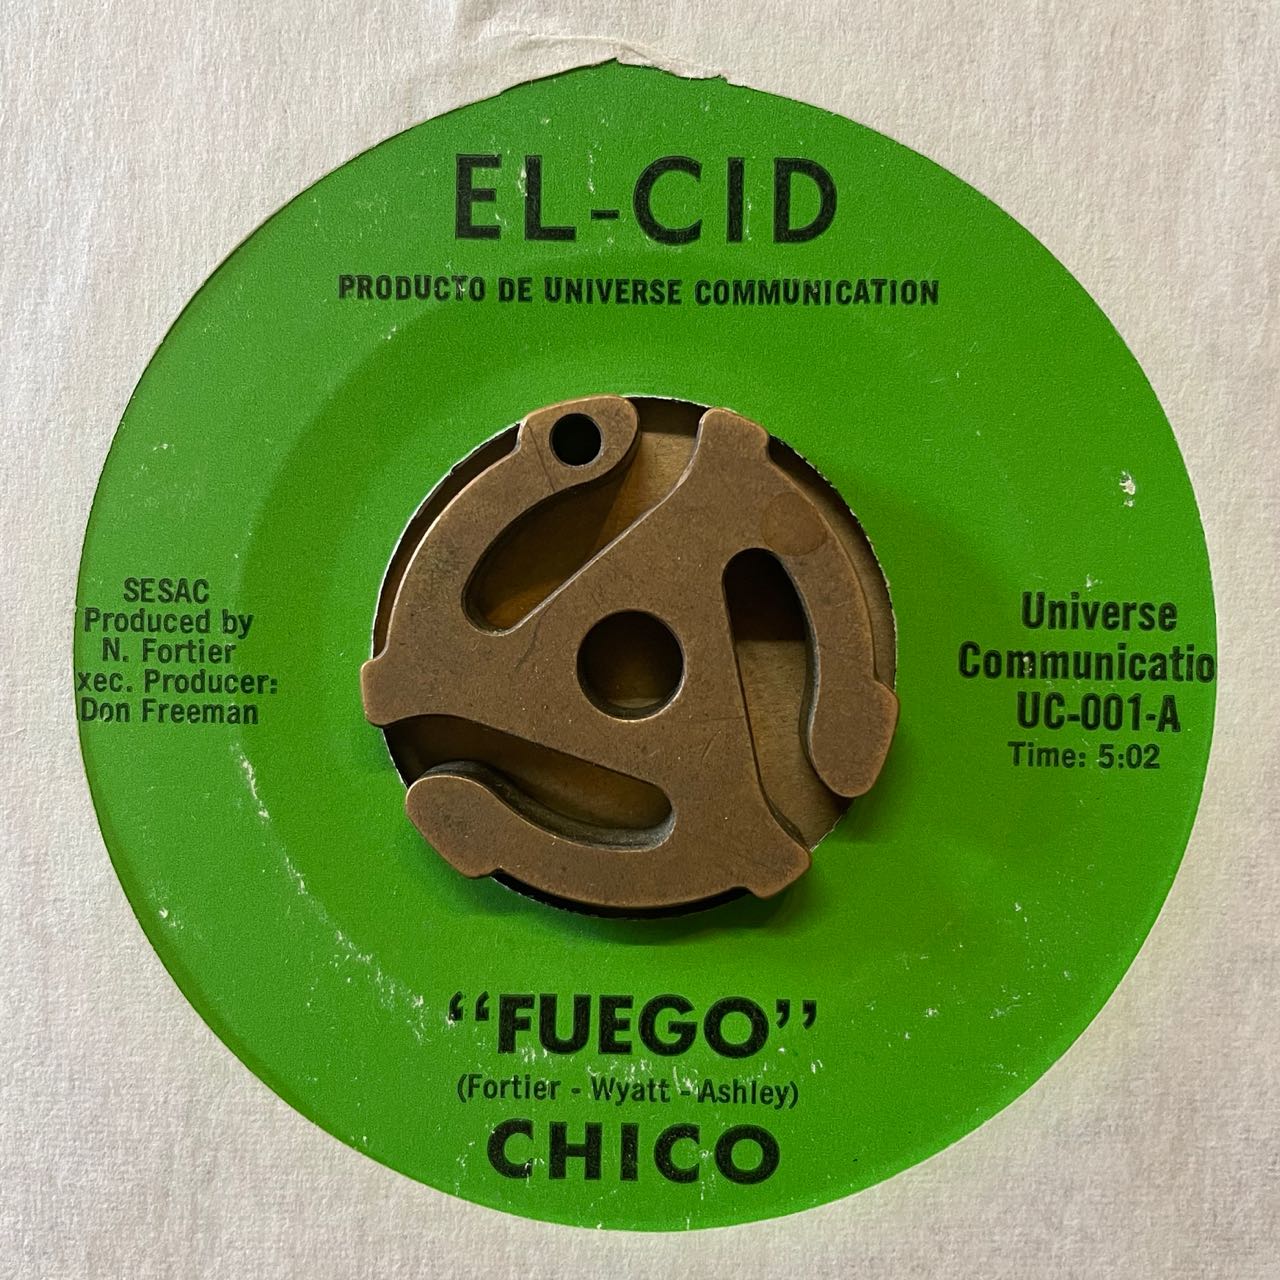 EL-CID
PRODUCTO DE UNIVERSE COMMUNICATION
SESAC
Produced by
N. Fortier
xec. Producer:
Don Freeman
Universe
Communicatio
UC-001-A
Time: 5:02
“FUEGO”
(Fortier - Wyatt - Ashley)
CHICO